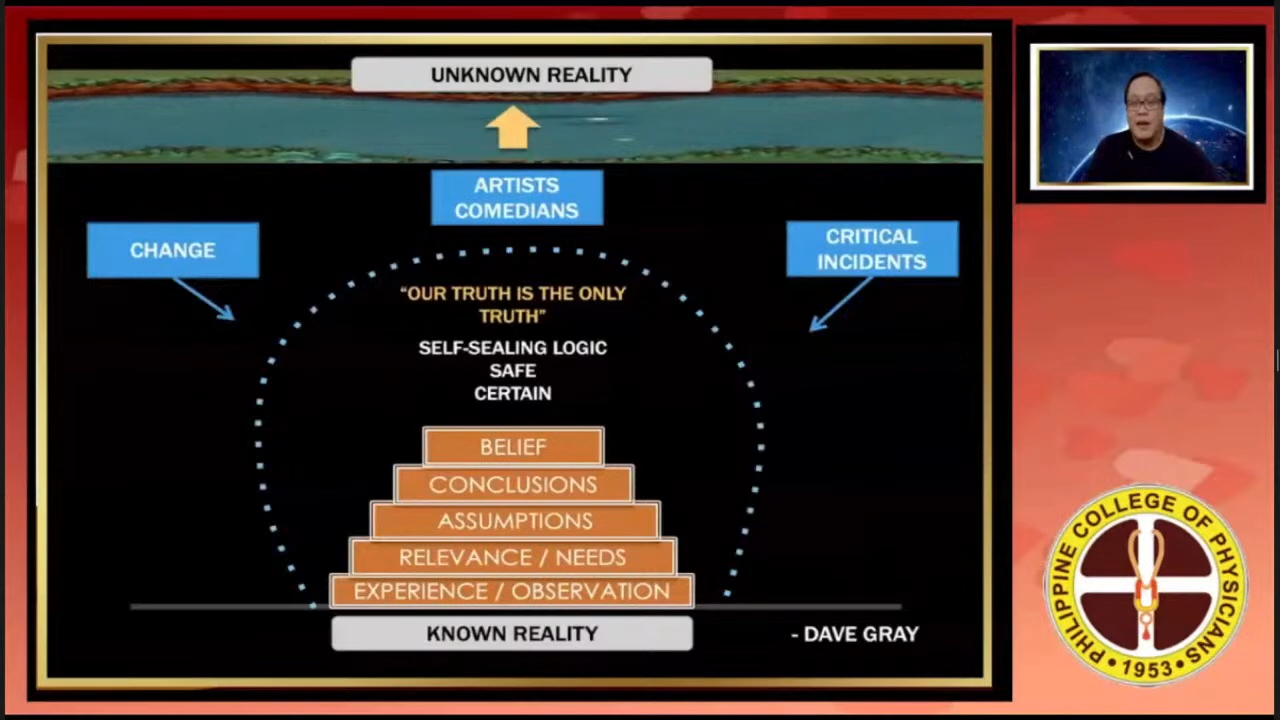 UNKNOWN REALITY
ARTISTS
COMEDIANS
CHANGE
CRITICAL
INCIDENTS
“OUR TRUTH IS THE ONLY
TRUTH”
SELF-SEALING LOGIC
SAFE
CERTAIN
BELIEF
CONCLUSIONS
ASSUMPTIONS
RELEVANCE / NEEDS
EXPERIENCE / OBSERVATION
KNOWN REALITY
- DAVE GRAY
PHILIPPINE COLLEGE OF PHYSICIANS
• 1953 •